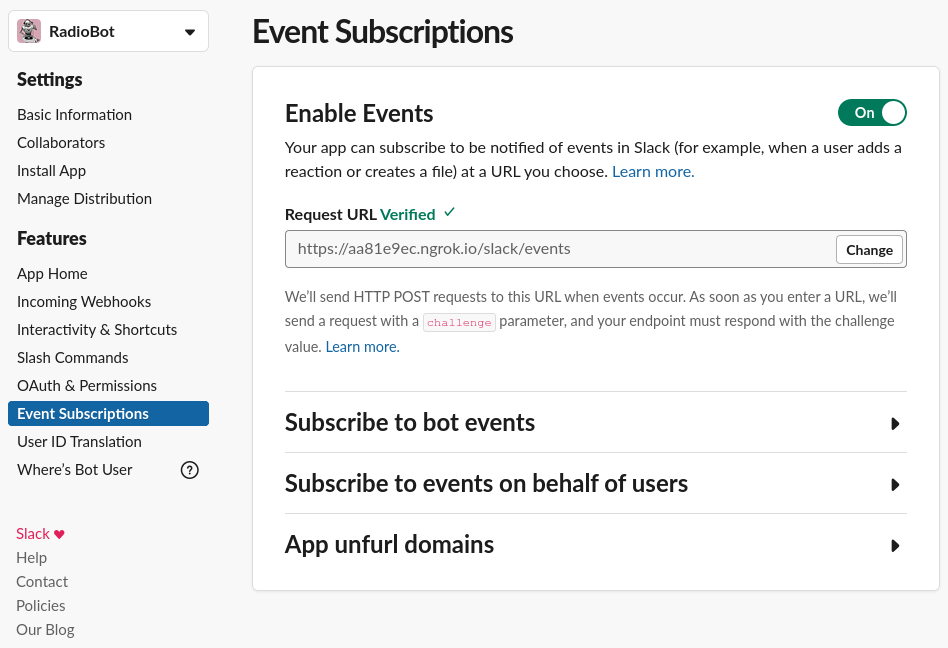 RadioBot
Settings
Basic Information
Collaborators
Install App
Manage Distribution
Features
App Home
Incoming Webhooks
Interactivity & Shortcuts
Slash Commands
OAuth & Permissions
Event Subscriptions
User ID Translation
Where's Bot User ?
Slack ♥
Help
Contact
Policies
Our Blog
Event Subscriptions
Enable Events
On
Your app can subscribe to be notified of events in Slack (for example, when a user adds a
reaction or creates a file) at a URL you choose. Learn more.
Request URL Verified ✓
https://aa81e9ec.ngrok.io/slack/events
Change
We'll send HTTP POST requests to this URL when events occur. As soon as you enter a URL, we'll
send a request with a challenge parameter, and your endpoint must respond with the challenge
value. Learn more.
Subscribe to bot events
Subscribe to events on behalf of users
App unfurl domains